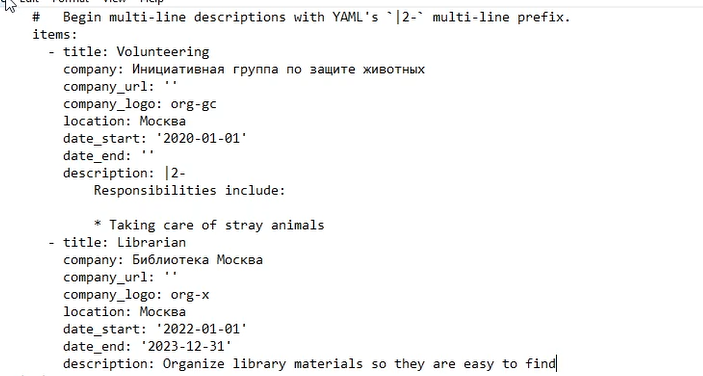 Edit Format View Help
#   Begin multi-line descriptions with YAML's `|2-` multi-line prefix.
items:
  - title: Volunteering
    company: Инициативная группа по защите животных
    company_url: ''
    company_logo: org-gc
    location: Москва
    date_start: '2020-01-01'
    date_end: ''
    description: |2-
        Responsibilities include:

        * Taking care of stray animals
  - title: Librarian
    company: Библиотека Москва
    company_url: ''
    company_logo: org-x
    location: Москва
    date_start: '2022-01-01'
    date_end: '2023-12-31'
    description: Organize library materials so they are easy to find